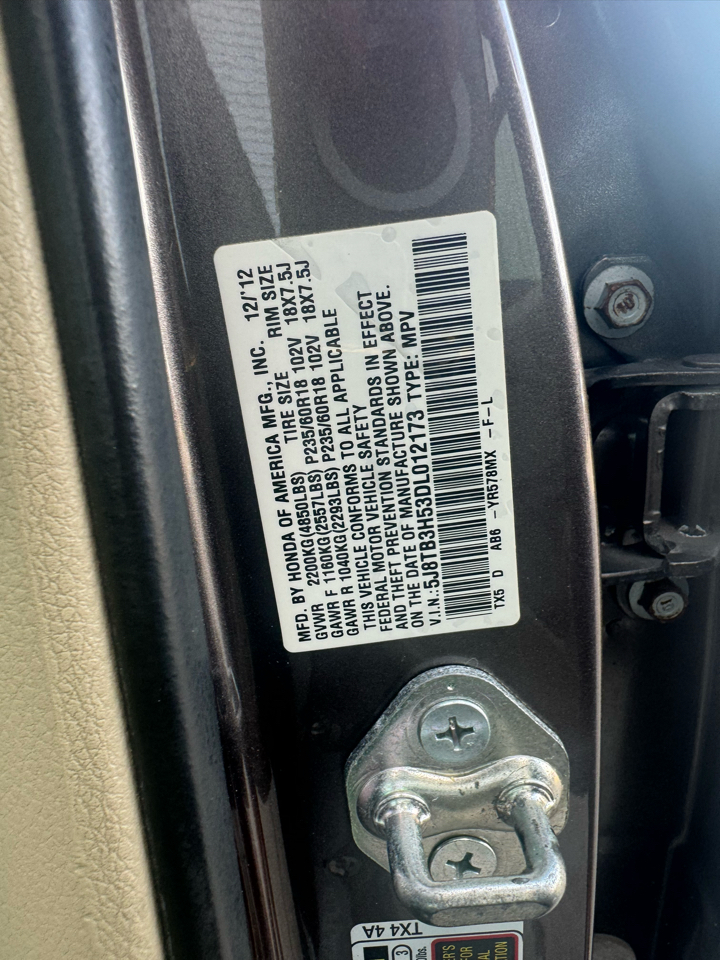 MFD. BY HONDA OF AMERICA MFG., INC. 12/'12
GVWR 2200KG(4850LBS) TIRE SIZE RIM SIZE
GAWR F 1160KG(2557LBS) P235/60R18 102V 18X7.5J
GAWR R 1040KG(2293LBS) P235/60R18 102V 18X7.5J
THIS VEHICLE CONFORMS TO ALL APPLICABLE
FEDERAL MOTOR VEHICLE SAFETY
AND THEFT PREVENTION STANDARDS IN EFFECT
ON THE DATE OF MANUFACTURE SHOWN ABOVE.
V.I.N.:5J8TB3H53DL012173 TYPE: MPV
TX5 D AB6 -YR578MX -F-L
TX4 4A
3